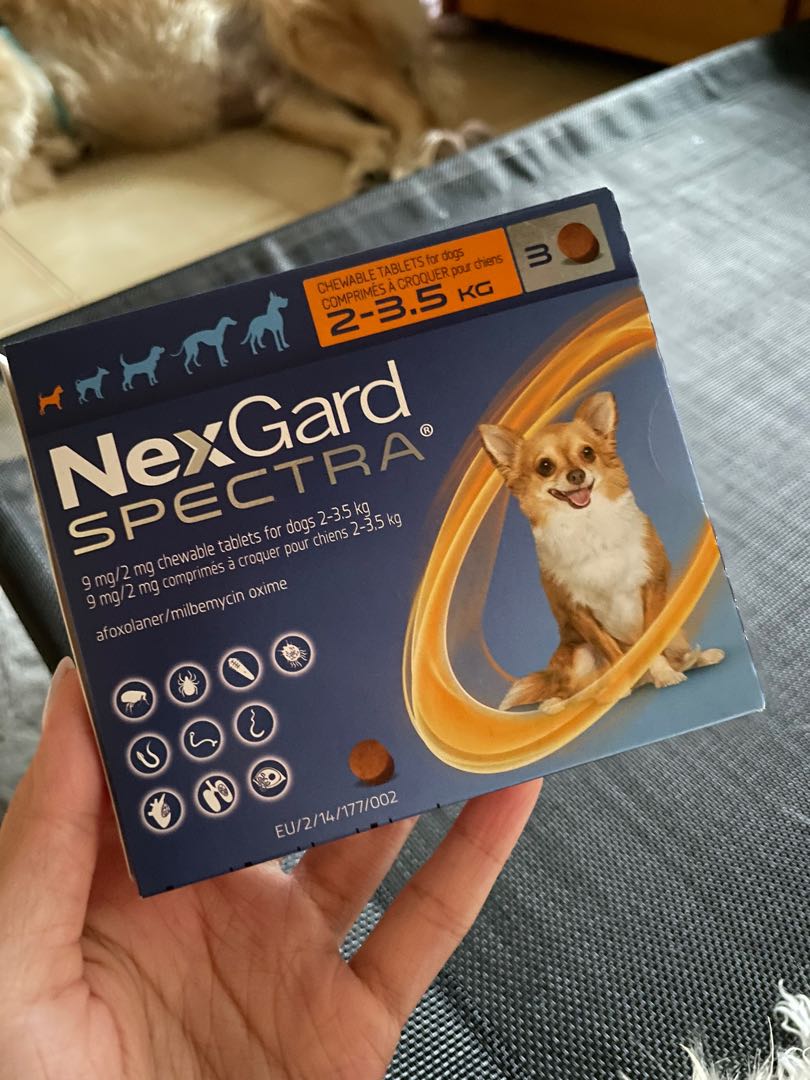 CHEWABLE TABLETS for dogs
COMPRIMÉS À CROQUER pour chiens
2-3.5 KG
3
NexGard
SPECTRA®
9 mg/2 mg chewable tablets for dogs 2-3.5 kg
9 mg/2 mg comprimés à croquer pour chiens 2-3,5 kg
afoxolaner/milbemycin oxime
EU/2/14/177/002